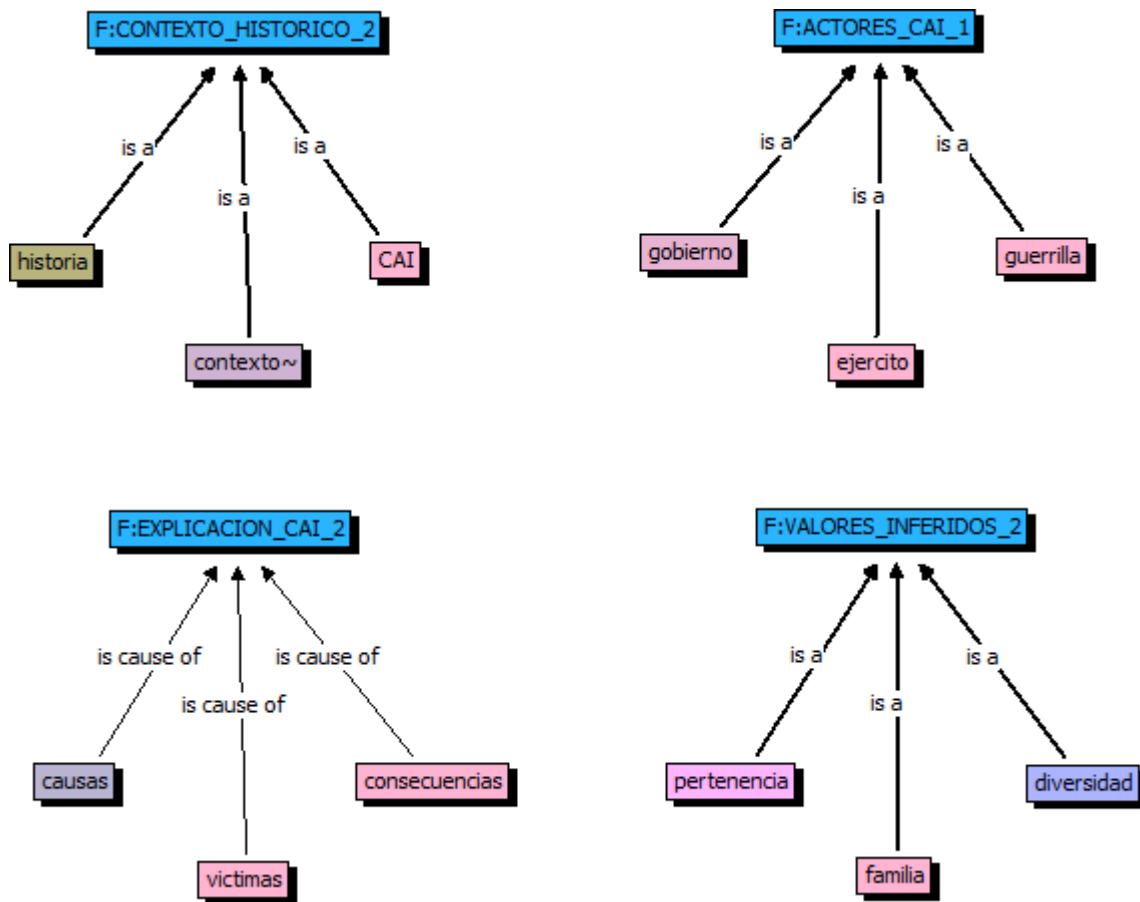 F:CONTEXTO_HISTORICO_2
is a
is a
is a
historia
CAI
contexto~
F:ACTORES_CAI_1
is a
is a
is a
gobierno
guerrilla
ejercito
F:EXPLICACION_CAI_2
is cause of
is cause of
is cause of
causas
consecuencias
victimas
F:VALORES_INFERIDOS_2
is a
is a
is a
pertenencia
diversidad
familia